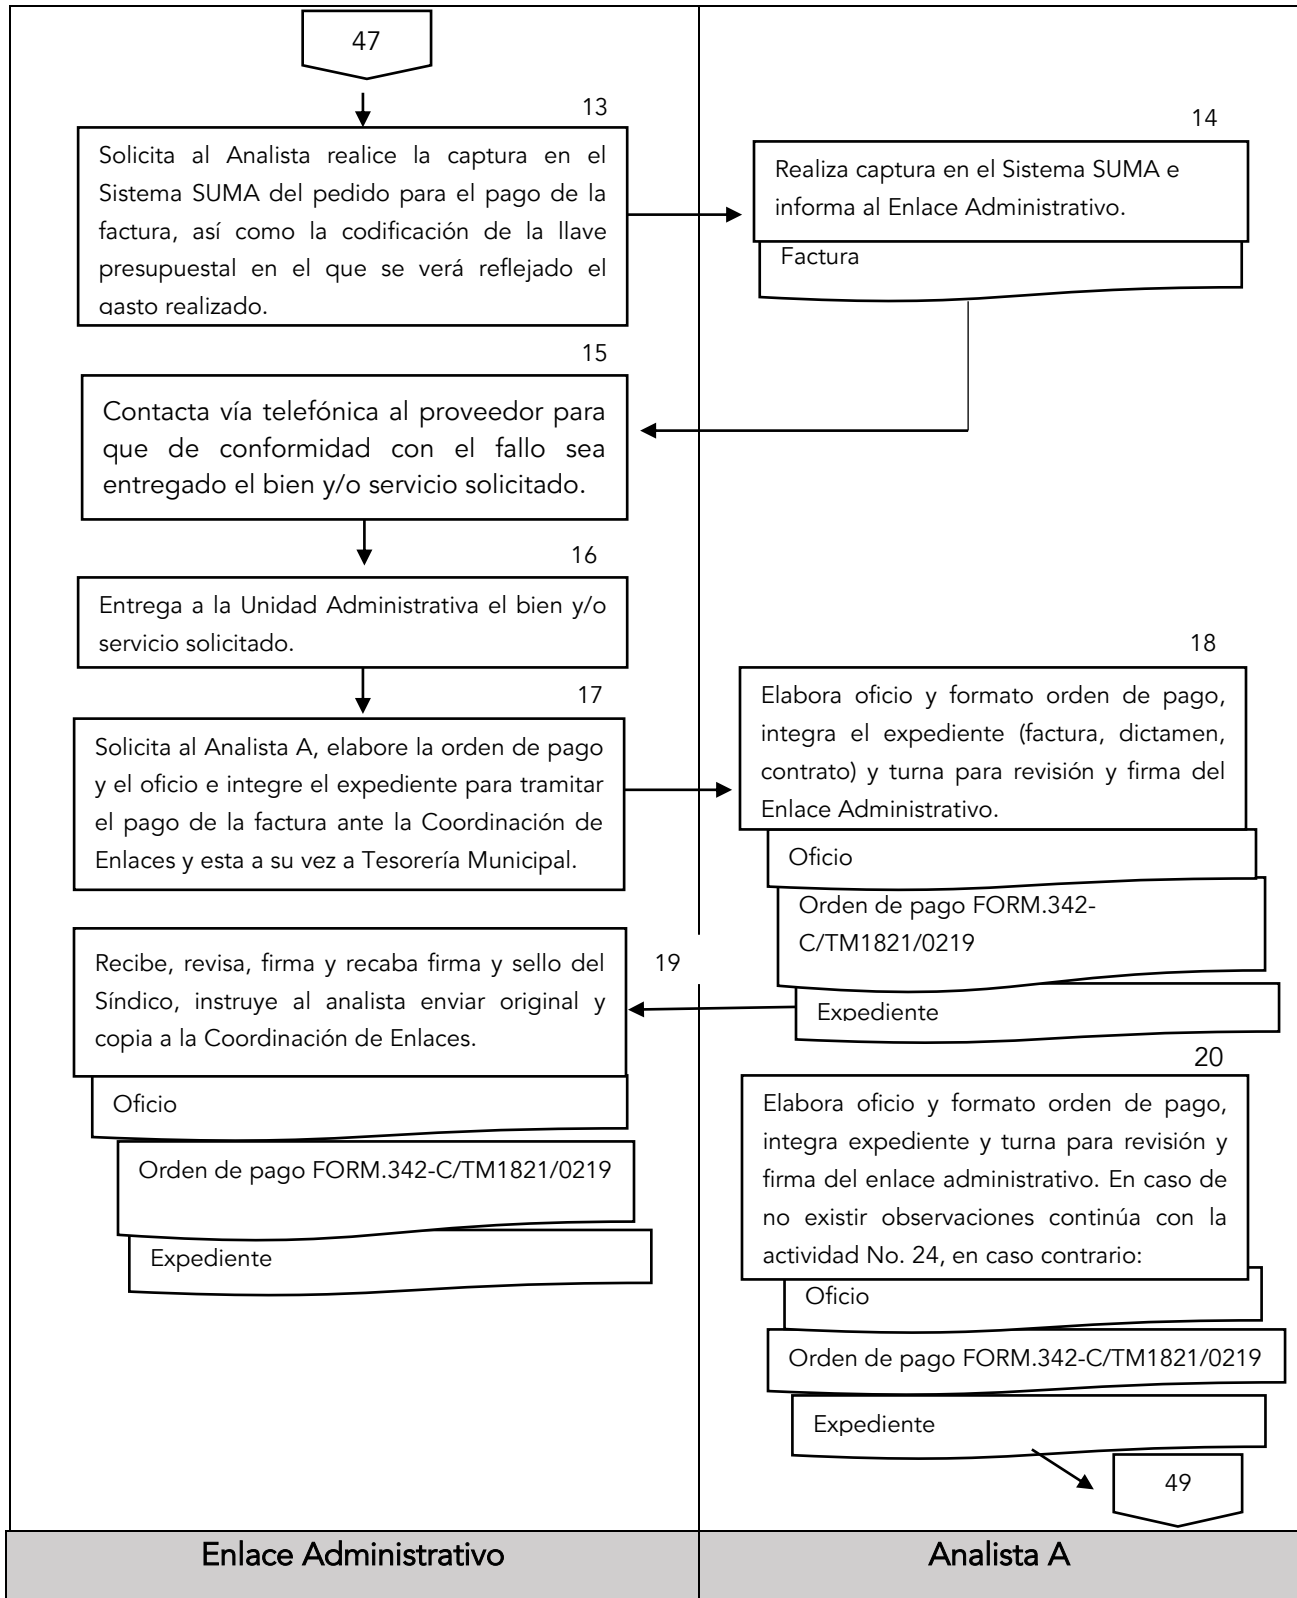 47
13
Solicita al Analista realice la captura en el
Sistema SUMA del pedido para el pago de la
factura, así como la codificación de la llave
presupuestal en el que se verá reflejado el
gasto realizado.
14
Realiza captura en el Sistema SUMA e
informa al Enlace Administrativo.
Factura
15
Contacta vía telefónica al proveedor para
que de conformidad con el fallo sea
entregado el bien y/o servicio solicitado.
16
Entrega a la Unidad Administrativa el bien y/o
servicio solicitado.
17
Solicita al Analista A, elabore la orden de pago
y el oficio e integre el expediente para tramitar
el pago de la factura ante la Coordinación de
Enlaces y esta a su vez a Tesorería Municipal.
18
Elabora oficio y formato orden de pago,
integra el expediente (factura, dictamen,
contrato) y turna para revisión y firma del
Enlace Administrativo.
Oficio
Orden de pago FORM.342-
C/TM1821/0219
Expediente
19
Recibe, revisa, firma y recaba firma y sello del
Síndico, instruye al analista enviar original y
copia a la Coordinación de Enlaces.
Oficio
Orden de pago FORM.342-C/TM1821/0219
Expediente
20
Elabora oficio y formato orden de pago,
integra expediente y turna para revisión y
firma del enlace administrativo. En caso de
no existir observaciones continúa con la
actividad No. 24, en caso contrario:
Oficio
Orden de pago FORM.342-C/TM1821/0219
Expediente
49
Enlace Administrativo
Analista A